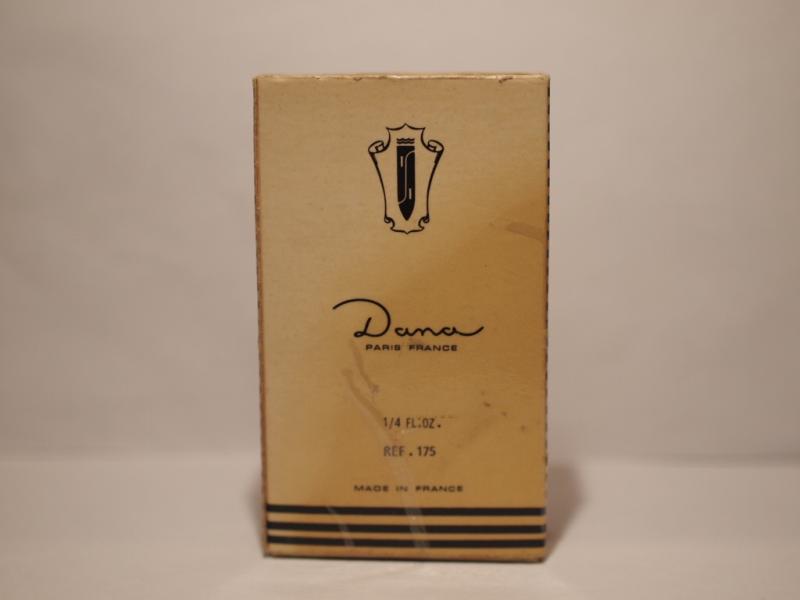 Dana
PARIS FRANCE
1/4 FL.OZ.
REF. 175
MADE IN FRANCE